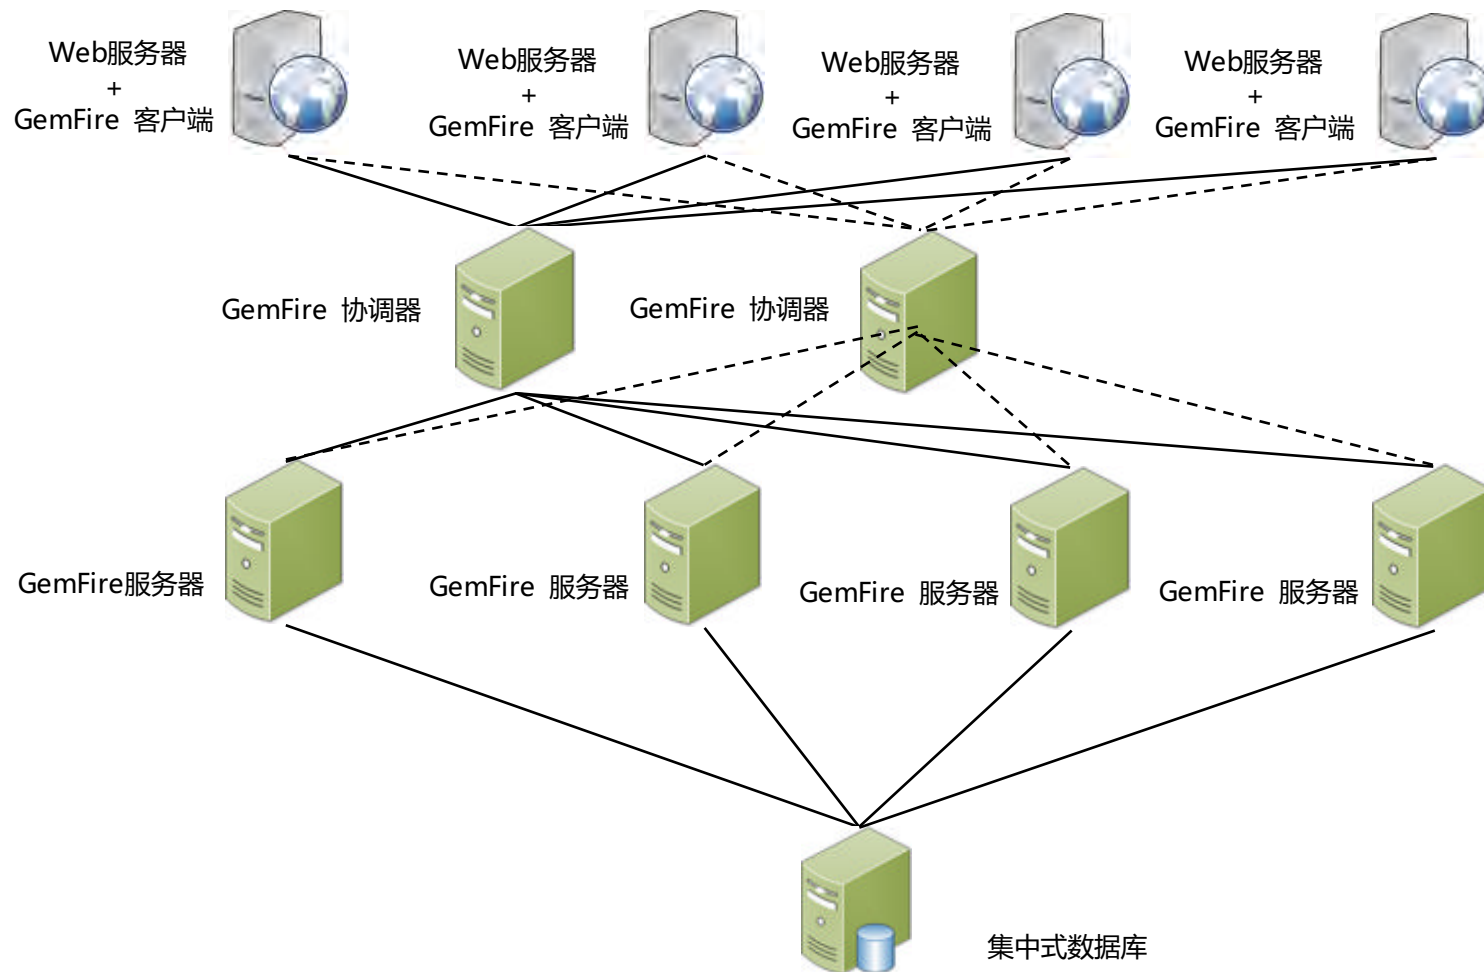 Web服务器
+
GemFire 客户端
Web服务器
+
GemFire 客户端
Web服务器
+
GemFire 客户端
Web服务器
+
GemFire 客户端
GemFire 协调器
GemFire 协调器
GemFire服务器
GemFire 服务器
GemFire 服务器
GemFire 服务器
集中式数据库